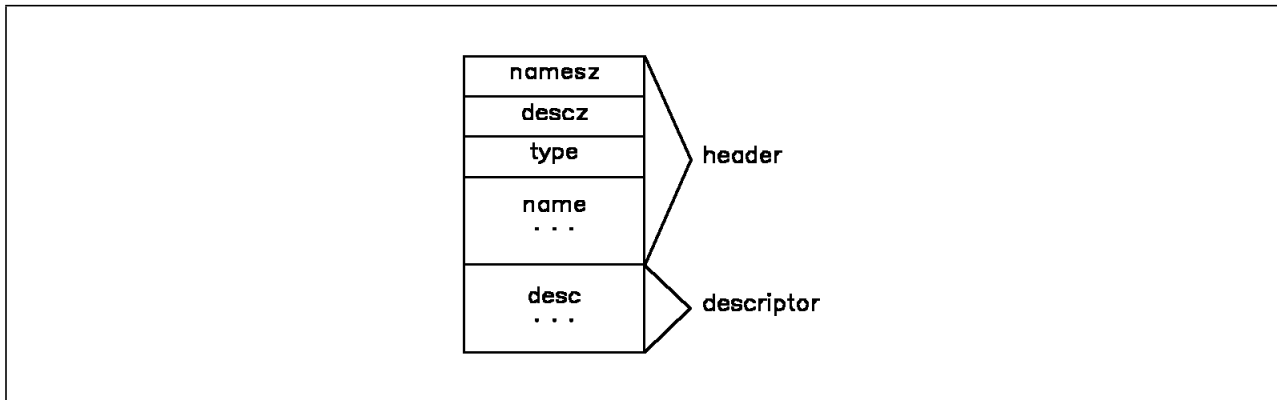 namesz
descz
type
header
name
. . .
desc
. . .
descriptor